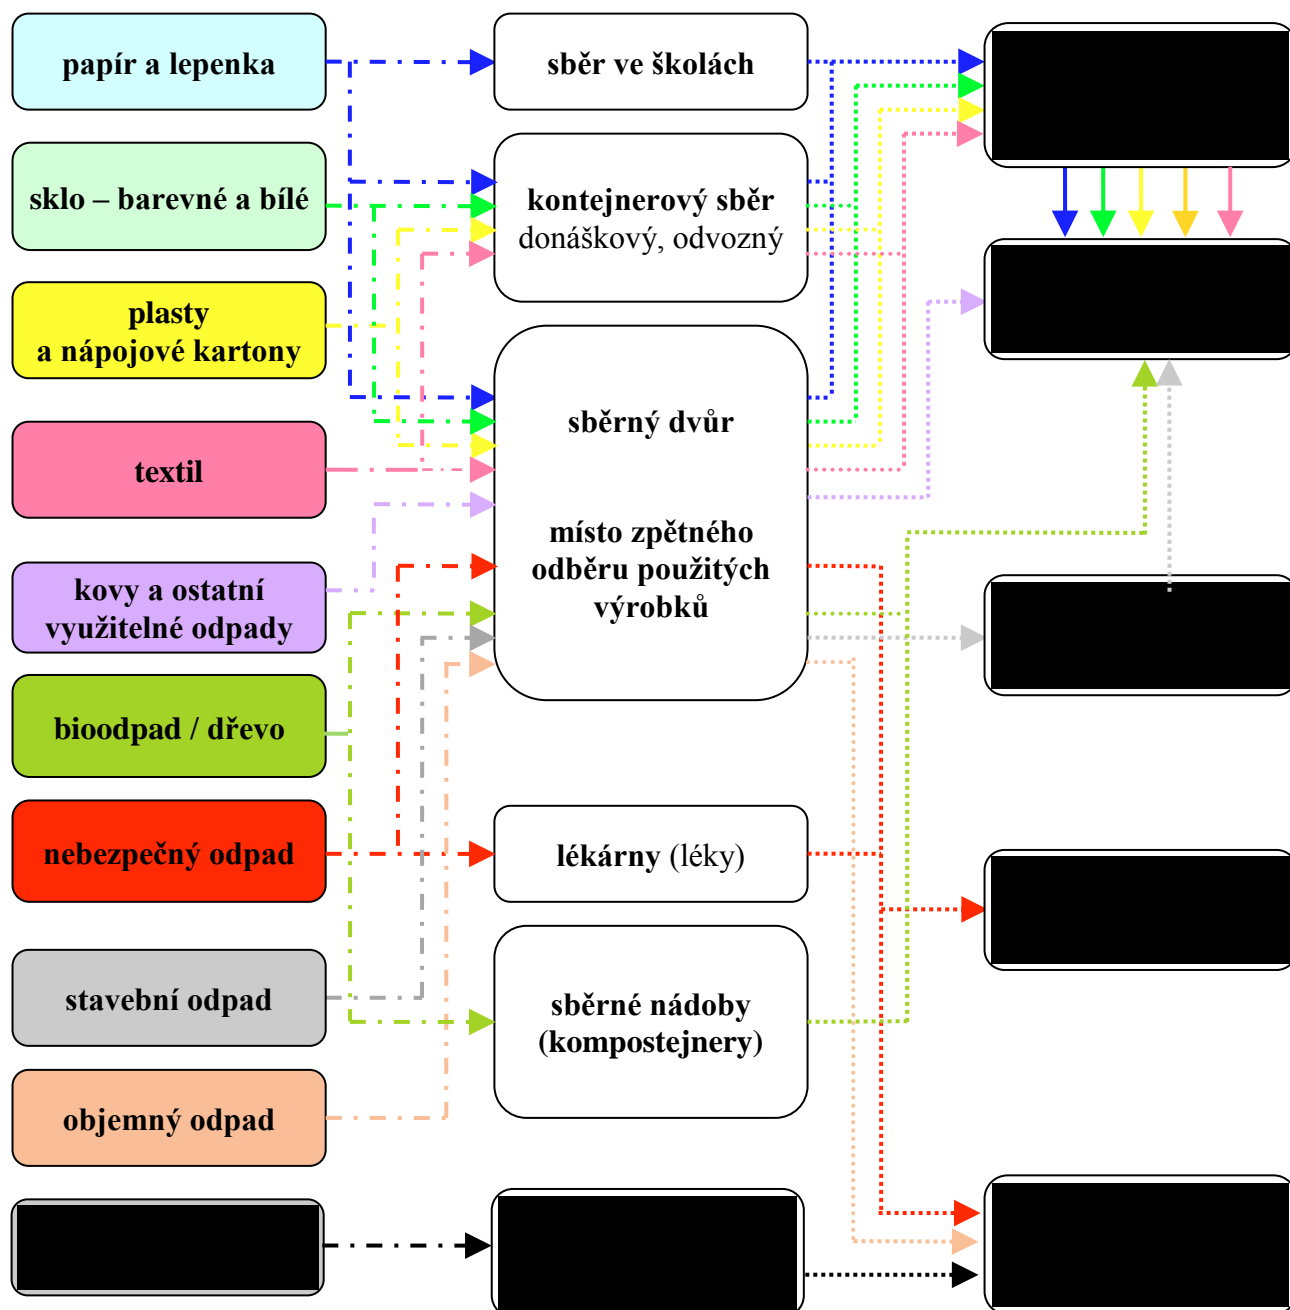 papír a lepenka
sklo – barevné a bílé
plasty
a nápojové kartony
textil
kovy a ostatní
využitelné odpady
bioodpad / dřevo
nebezpečný odpad
stavební odpad
objemný odpad
sběr ve školách
kontejnerový sběr
donáškový, odvozný
sběrný dvůr
místo zpětného
odběru použitých
výrobků
lékárny (léky)
sběrné nádoby
(kompostejnery)